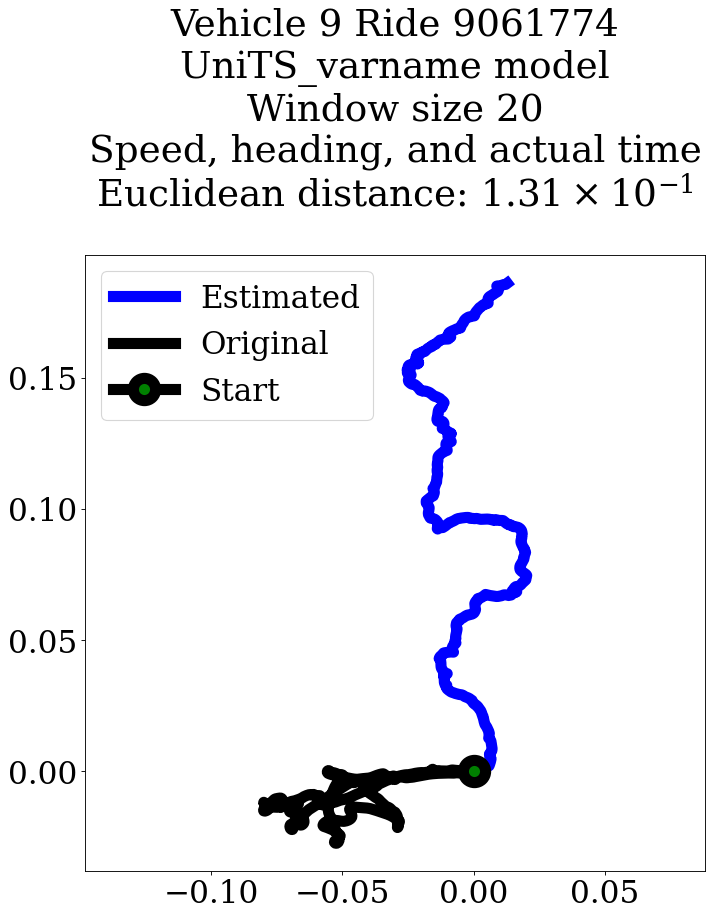 Vehicle 9 Ride 9061774
UniTS_varname model
Window size 20
Speed, heading, and actual time
Euclidean distance: 1.31 × 10⁻¹
Estimated
Original
Start
0.15
0.10
0.05
0.00
−0.10 −0.05 0.00 0.05